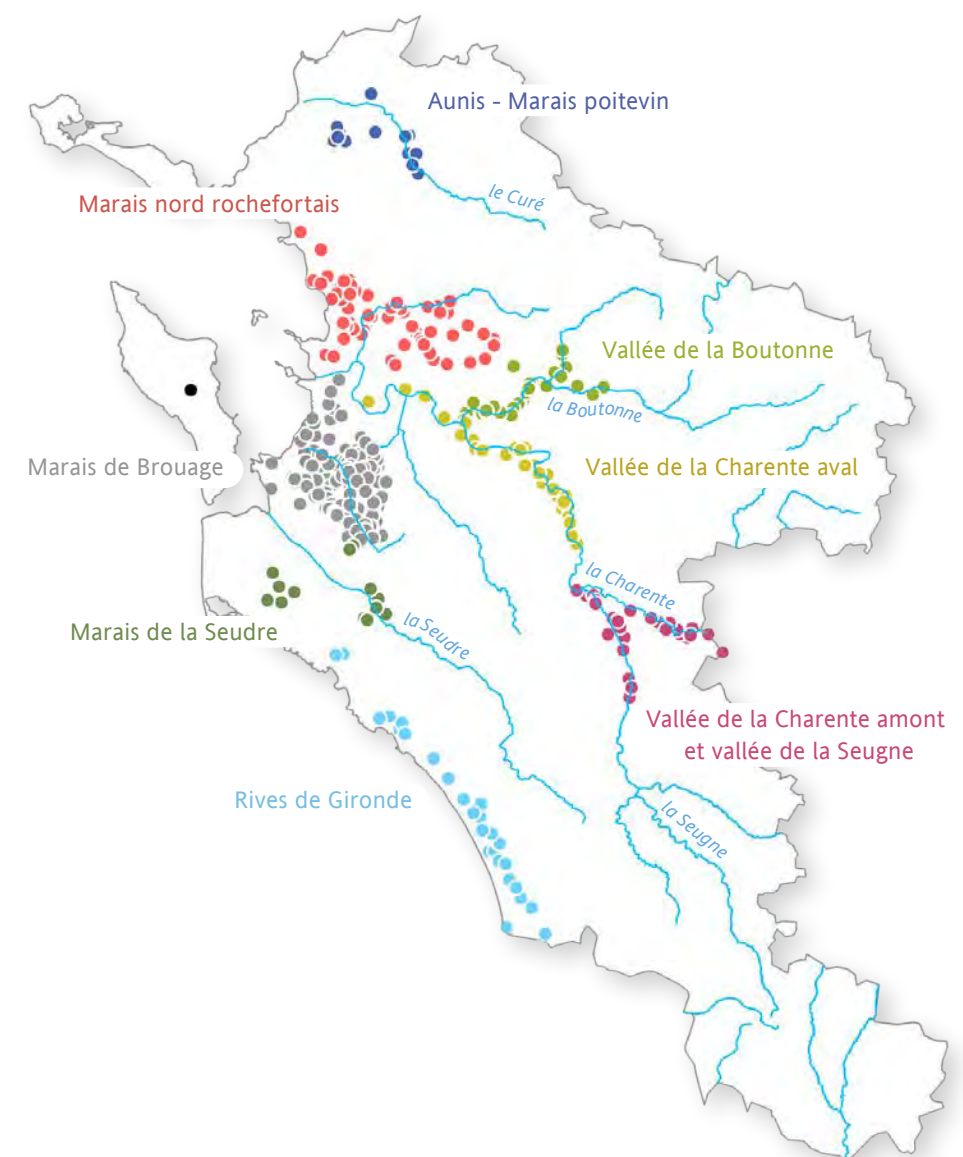 Aunis - Marais poitevin
le Curé
Marais nord rochefortais
Vallée de la Boutonne
la Boutonne
Marais de Brouage
Vallée de la Charente aval
la Charente
Marais de la Seudre
la Seudre
Vallée de la Charente amont
et vallée de la Seugne
Rives de Gironde
la Seugne